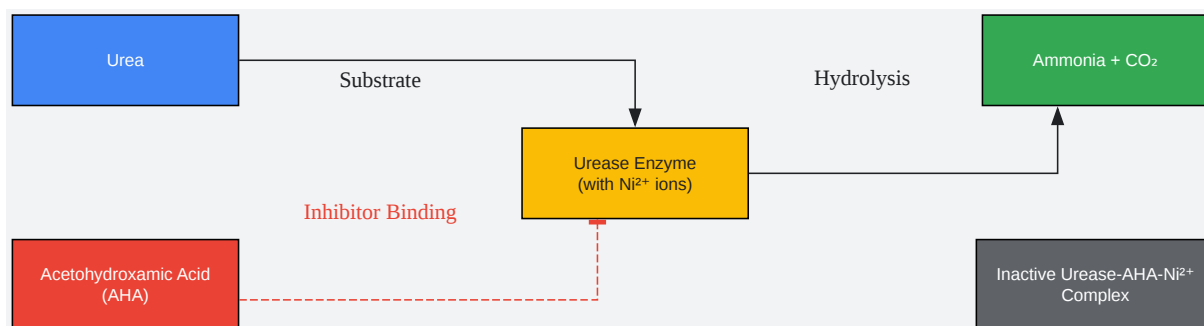 Urea
Ammonia + CO₂
Substrate
Hydrolysis
Urease Enzyme
(with Ni²⁺ ions)
Inhibitor Binding
Acetohydroxamic Acid
(AHA)
Inactive Urease-AHA-Ni²⁺
Complex